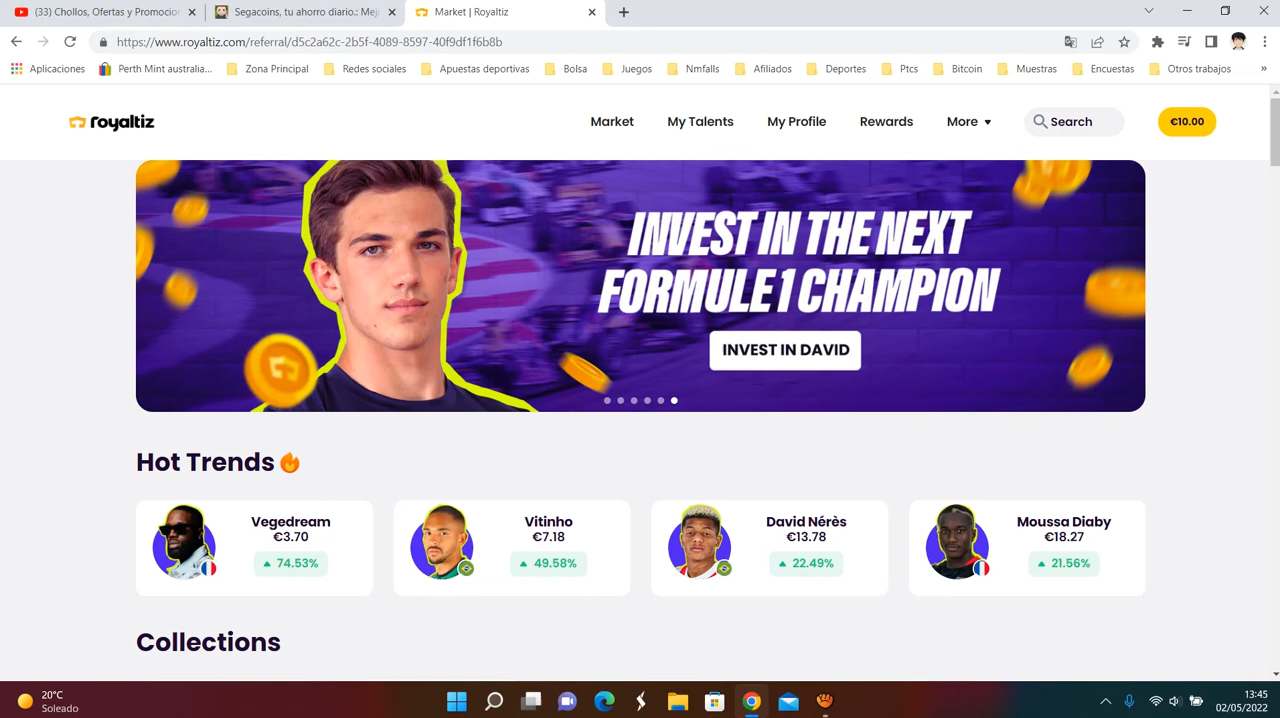 (33) Chollos, Ofertas y Promocion
Segacoins, tu ahorro diario.: Mej
Market | Royaltiz
https://www.royaltiz.com/referral/d5c2a62c-2b5f-4089-8597-40f9df1f6b8b
Aplicaciones
Perth Mint australia...
Zona Principal
Redes sociales
Apuestas deportivas
Bolsa
Juegos
Nmfalls
Afiliados
Deportes
Ptcs
Bitcoin
Muestras
Encuestas
Otros trabajos
»
royaltiz
Market
My Talents
My Profile
Rewards
More
Search
€10.00
INVEST IN THE NEXT
FORMULE 1 CHAMPION
INVEST IN DAVID
Hot Trends
Vegedream
€3.70
74.53%
Vitinho
€7.18
49.58%
David Nérès
€13.78
22.49%
Moussa Diaby
€18.27
21.56%
Collections
20°C
Soleado
13:45
02/05/2022